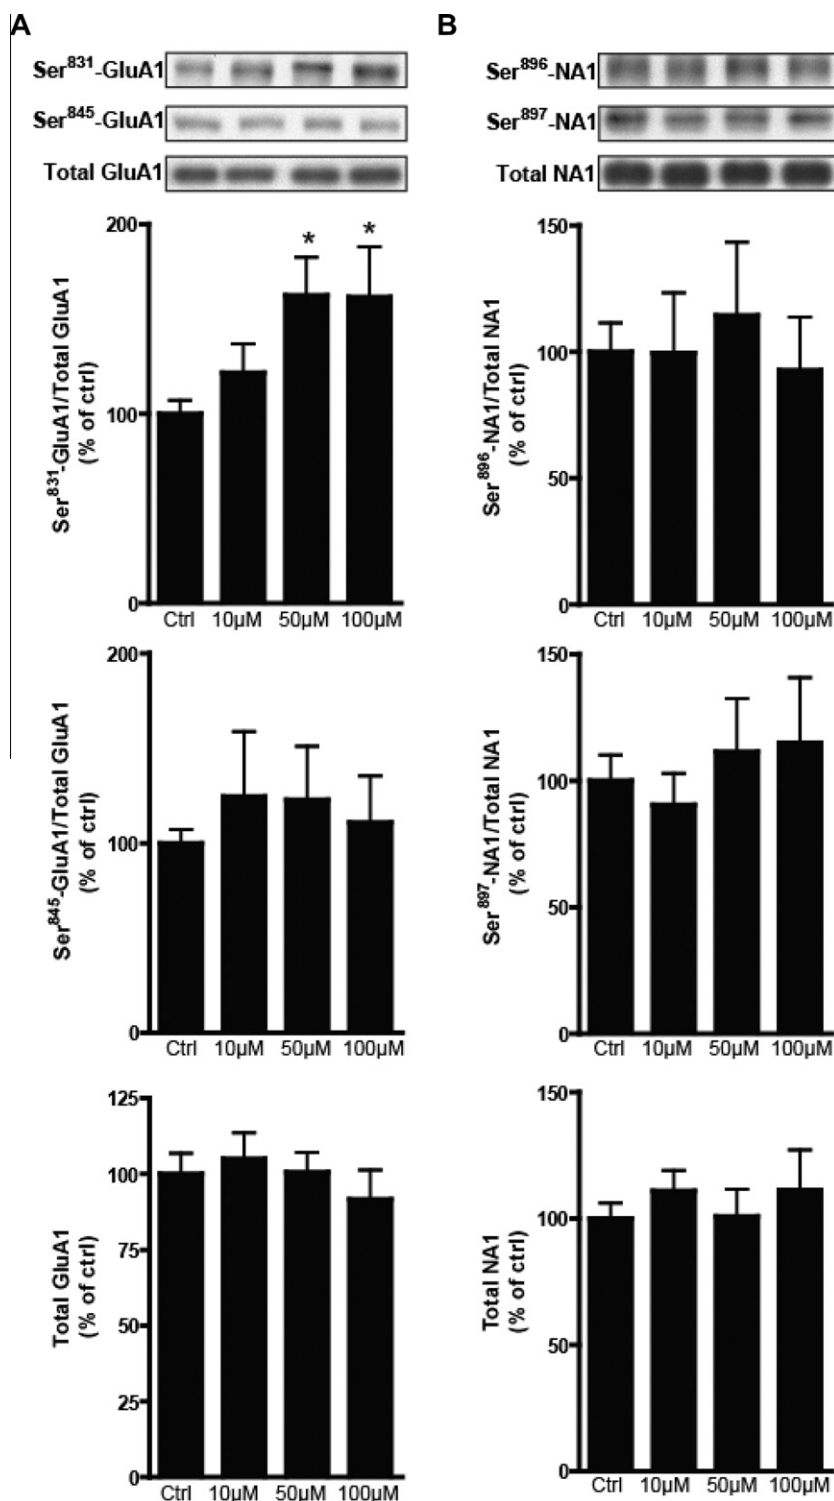 A
Ser831-GluA1
Ser845-GluA1
Total GluA1
Ser831-GluA1/Total GluA1
(% of ctrl)
200
100
0
* *
Ctrl 10µM 50µM 100µM
Ser845-GluA1/Total GluA1
(% of ctrl)
200
100
0
Ctrl 10µM 50µM 100µM
Total GluA1
(% of ctrl)
125
100
75
50
25
0
Ctrl 10µM 50µM 100µM
B
Ser896-NA1
Ser897-NA1
Total NA1
Ser896-NA1/Total NA1
(% of ctrl)
150
100
50
0
Ctrl 10µM 50µM 100µM
Ser897-NA1/Total NA1
(% of ctrl)
150
100
50
0
Ctrl 10µM 50µM 100µM
Total NA1
(% of ctrl)
150
100
50
0
Ctrl 10µM 50µM 100µM